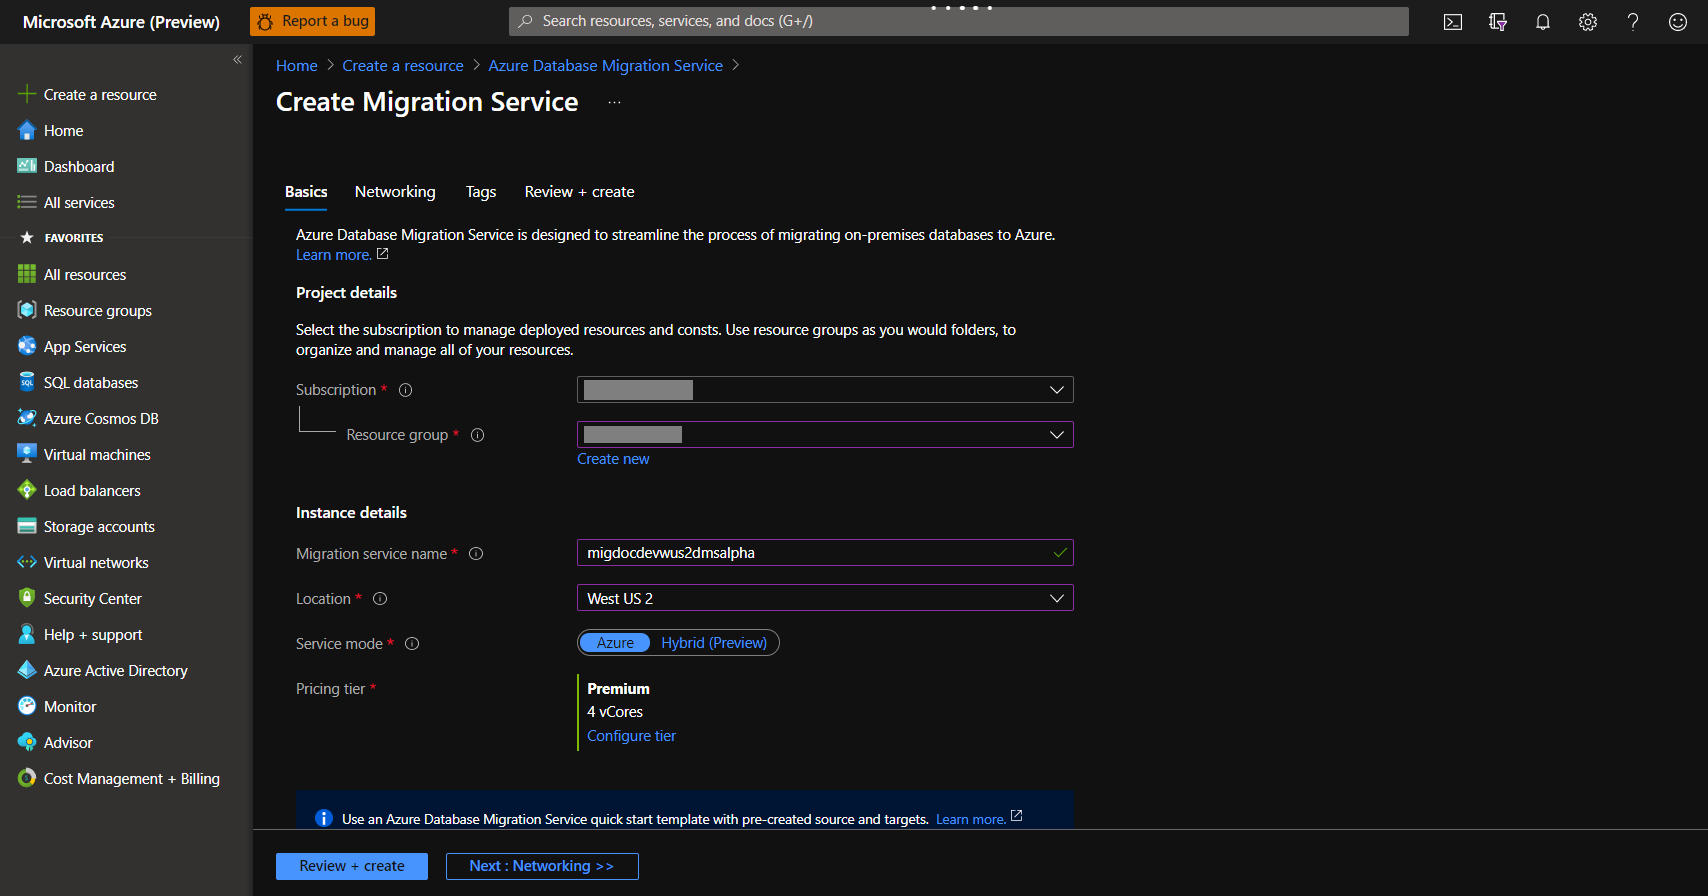 Microsoft Azure (Preview)
Report a bug
Search resources, services, and docs (G+/)
Create a resource
Home
Dashboard
All services
FAVORITES
All resources
Resource groups
App Services
SQL databases
Azure Cosmos DB
Virtual machines
Load balancers
Storage accounts
Virtual networks
Security Center
Help + support
Azure Active Directory
Monitor
Advisor
Cost Management + Billing
Home > Create a resource > Azure Database Migration Service >
Create Migration Service ...
Basics Networking Tags Review + create
Azure Database Migration Service is designed to streamline the process of migrating on-premises databases to Azure.
Learn more.
Project details
Select the subscription to manage deployed resources and consts. Use resource groups as you would folders, to
organize and manage all of your resources.
Subscription *
Resource group *
Create new
Instance details
Migration service name * migdocdevwus2dmsalpha
Location * West US 2
Service mode * Azure Hybrid (Preview)
Pricing tier * Premium
4 vCores
Configure tier
Use an Azure Database Migration Service quick start template with pre-created source and targets. Learn more.
Review + create Next : Networking >>